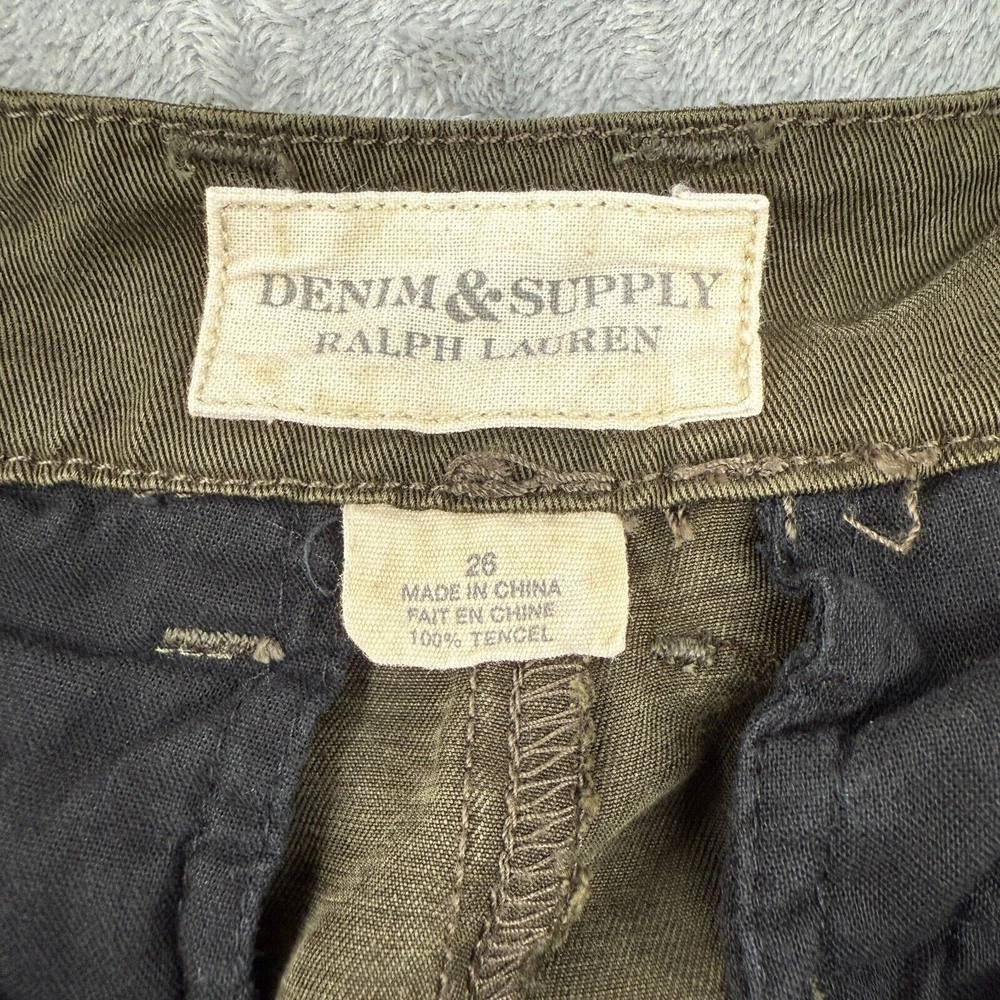 DENIM & SUPPLY
RALPH LAUREN
26
MADE IN CHINA
FAIT EN CHINE
100% TENCEL